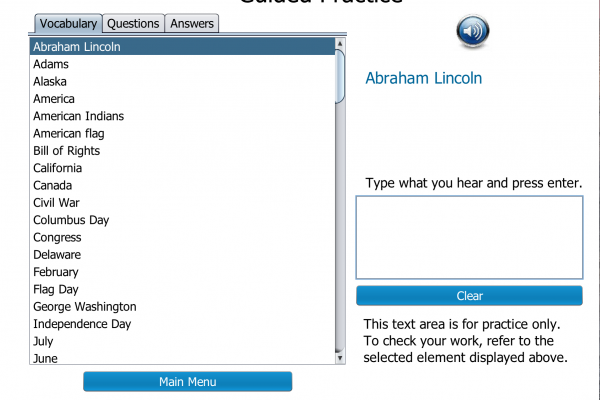 Guided Practice
Vocabulary Questions Answers
Abraham Lincoln
Adams
Alaska
America
American Indians
American flag
Bill of Rights
California
Canada
Civil War
Columbus Day
Congress
Delaware
February
Flag Day
George Washington
Independence Day
July
June
Main Menu
Abraham Lincoln
Type what you hear and press enter.
Clear
This text area is for practice only.
To check your work, refer to the
selected element displayed above.